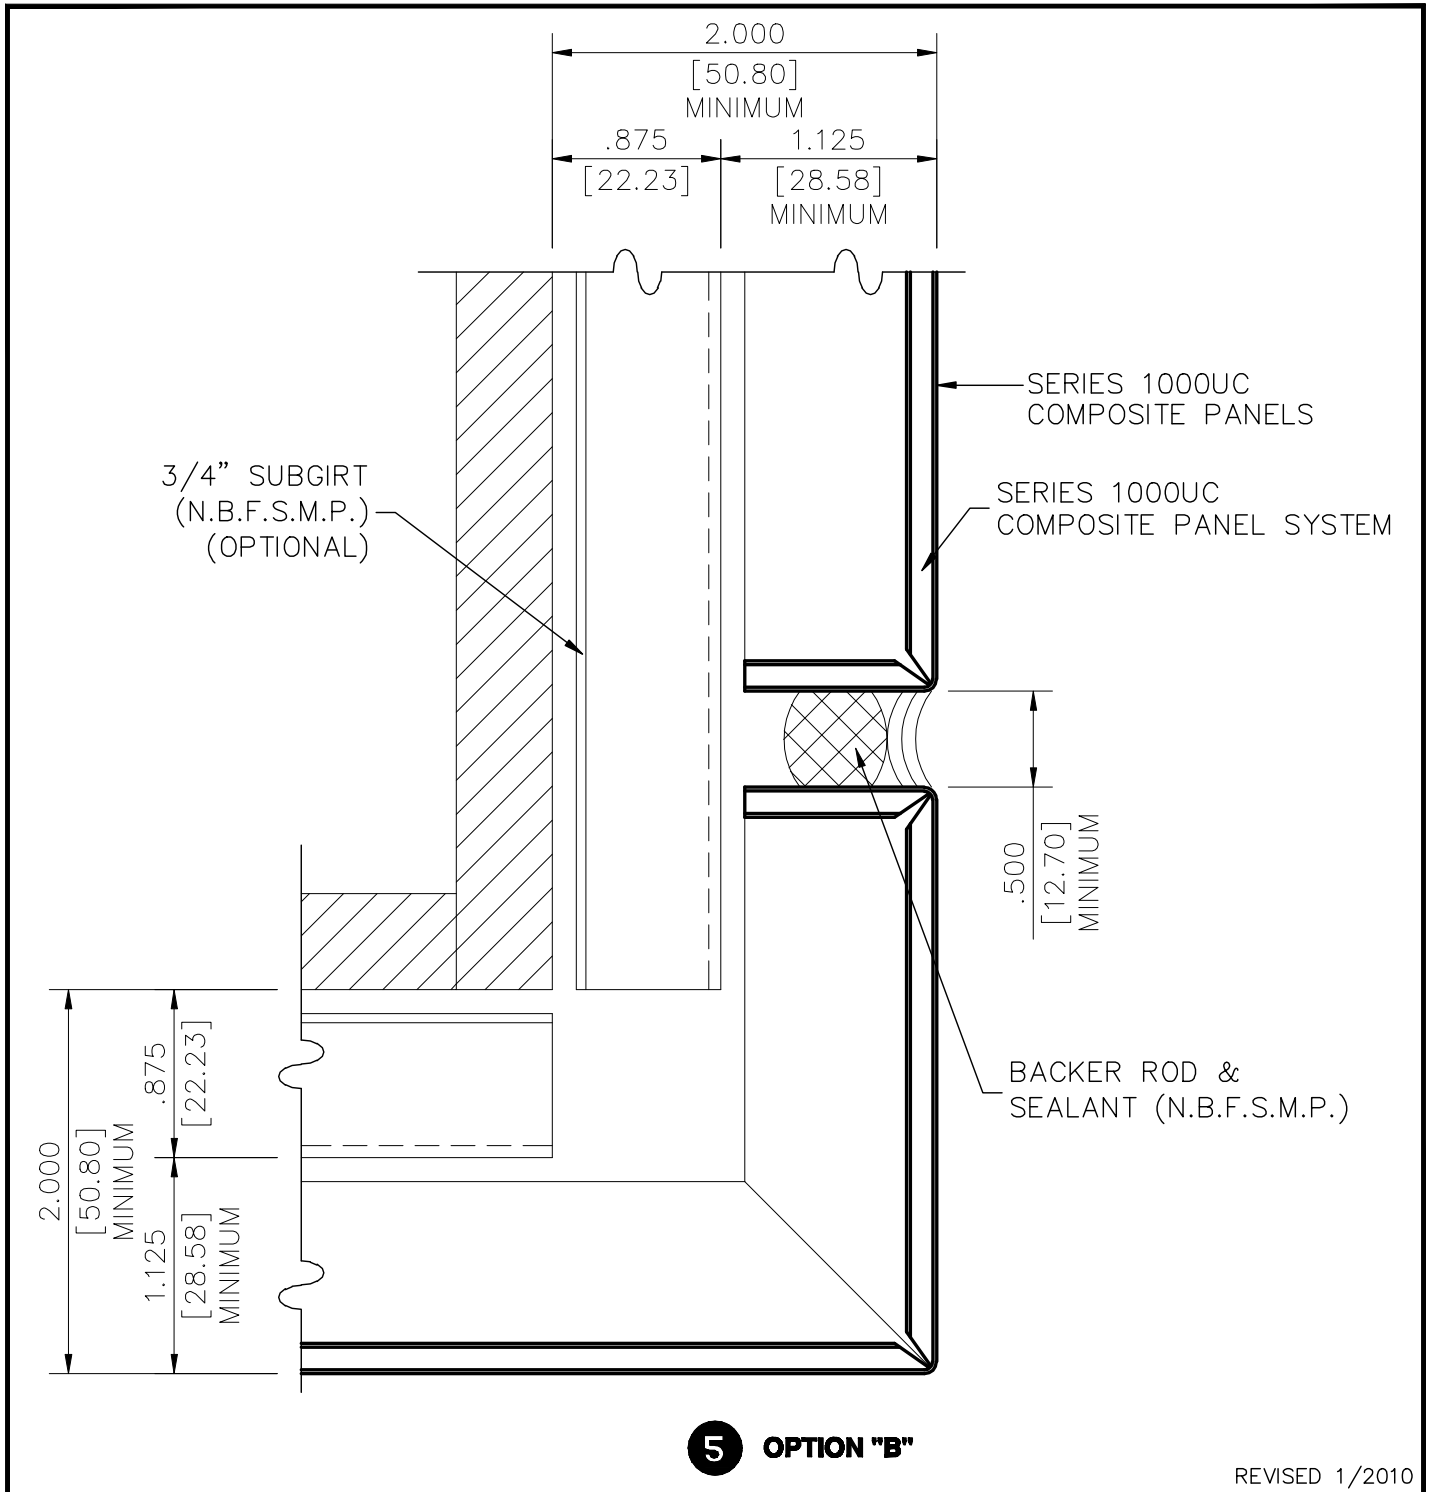 2.000
[50.80]
MINIMUM
.875
[22.23]
1.125
[28.58]
MINIMUM
SERIES 1000UC
COMPOSITE PANELS
3/4" SUBGIRT
(N.B.F.S.M.P.)
(OPTIONAL)
SERIES 1000UC
COMPOSITE PANEL SYSTEM
.500
[12.70]
MINIMUM
BACKER ROD &
SEALANT (N.B.F.S.M.P.)
2.000
[50.80]
MINIMUM
.875
[22.23]
1.125
[28.58]
MINIMUM
5 OPTION "B"
REVISED 1/2010